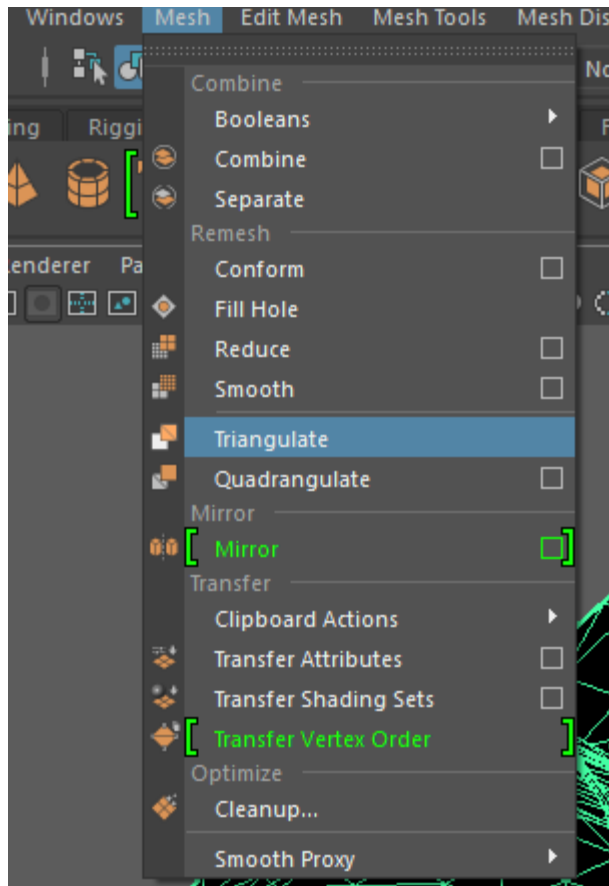 Windows Mesh Edit Mesh Mesh Tools Mesh Dis
No
ing Riggi F
enderer Pa
Combine
Booleans
Combine
Separate
Remesh
Conform
Fill Hole
Reduce
Smooth
Triangulate
Quadrangulate
Mirror
Mirror
Transfer
Clipboard Actions
Transfer Attributes
Transfer Shading Sets
Transfer Vertex Order
Optimize
Cleanup...
Smooth Proxy